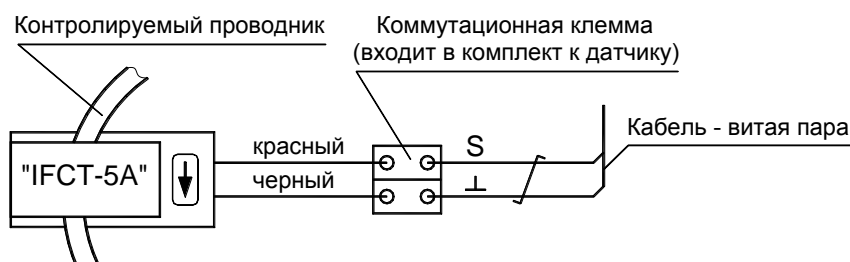 Контролируемый проводник
Коммутационная клемма
(входит в комплект к датчику)
Кабель - витая пара
"IFCT-5A"
красный
черный
S
⊥